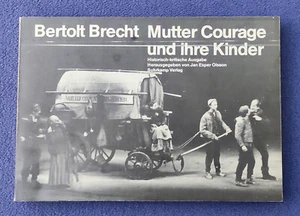 Bertolt Brecht Mutter Courage
und ihre Kinder
Historisch-kritische Ausgabe
Herausgegeben von Jan Esper Olsson
Suhrkamp Verlag